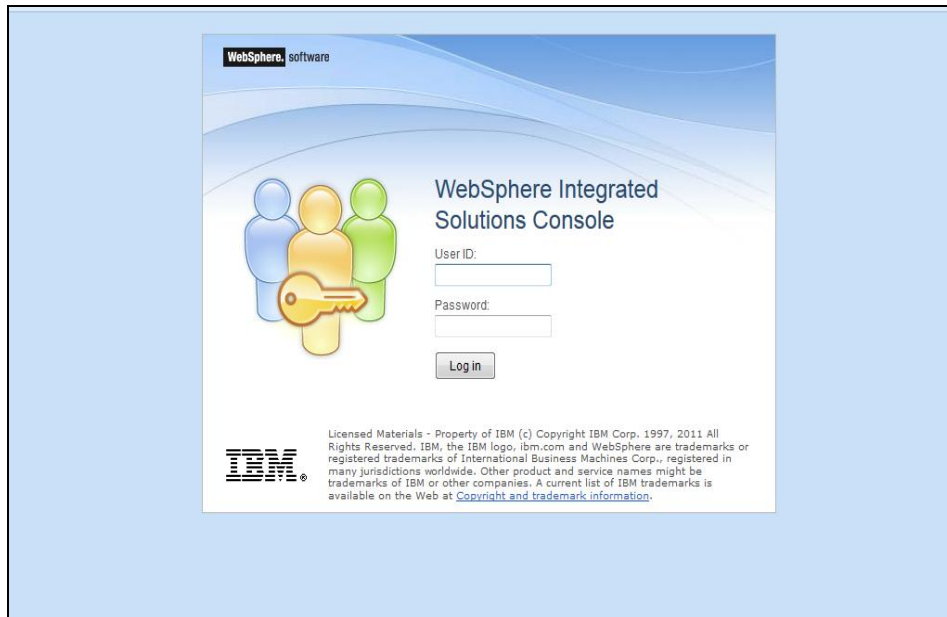 WebSphere. software
WebSphere Integrated
Solutions Console
User ID:
Password:
Log in
Licensed Materials - Property of IBM (c) Copyright IBM Corp. 1997, 2011 All
Rights Reserved. IBM, the IBM logo, ibm.com and WebSphere are trademarks or
registered trademarks of International Business Machines Corp., registered in
many jurisdictions worldwide. Other product and service names might be
trademarks of IBM or other companies. A current list of IBM trademarks is
available on the Web at Copyright and trademark information.
IBM®